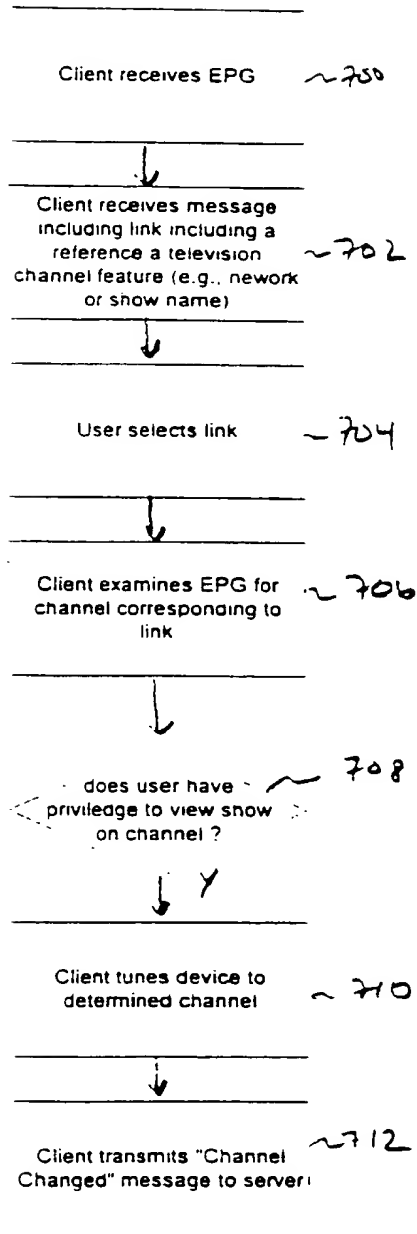 Client receives EPG ~700
Client receives message
including link including a
reference a television
channel feature (e.g., nework
or show name)
~702
User selects link ~704
Client examines EPG for
channel corresponding to
link
~706
does user have
priviledge to view show
on channel ?
708
Y
Client tunes device to
determined channel
~710
Client transmits "Channel
Changed" message to server
~712